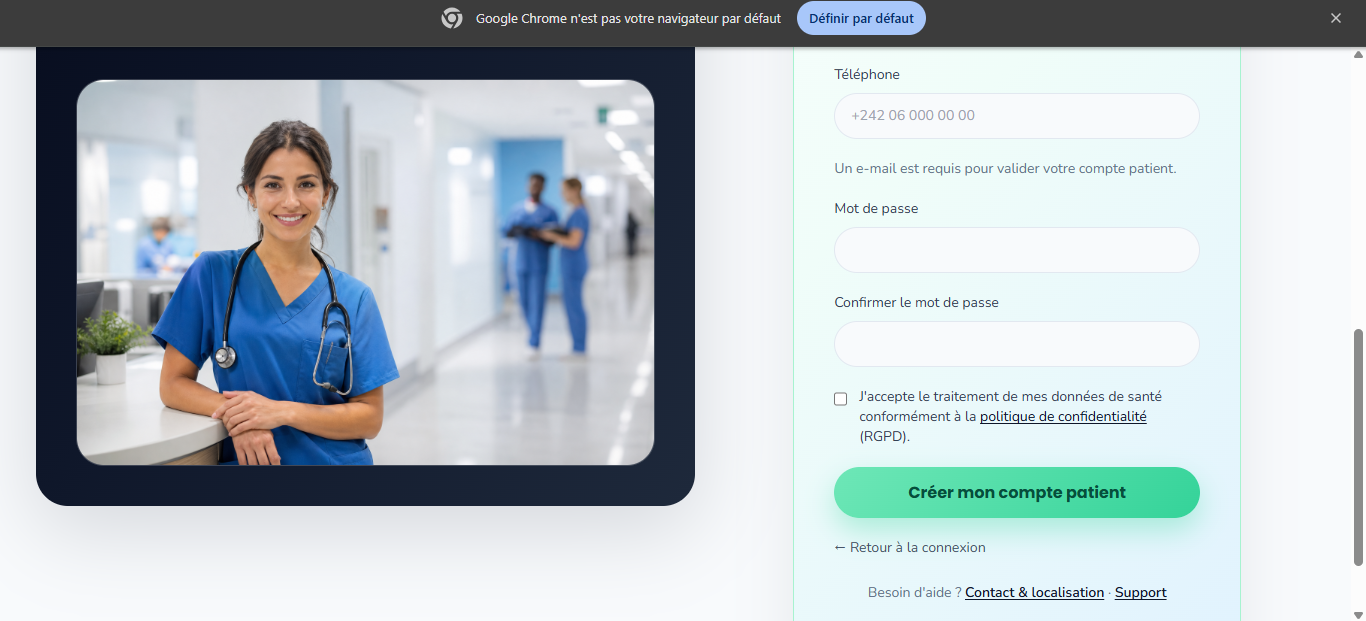 Google Chrome n'est pas votre navigateur par défaut
Définir par défaut
Téléphone
+242 06 000 00 00
Un e-mail est requis pour valider votre compte patient.
Mot de passe
Confirmer le mot de passe
J'accepte le traitement de mes données de santé
conformément à la politique de confidentialité
(RGPD).
Créer mon compte patient
← Retour à la connexion
Besoin d'aide ? Contact & localisation · Support